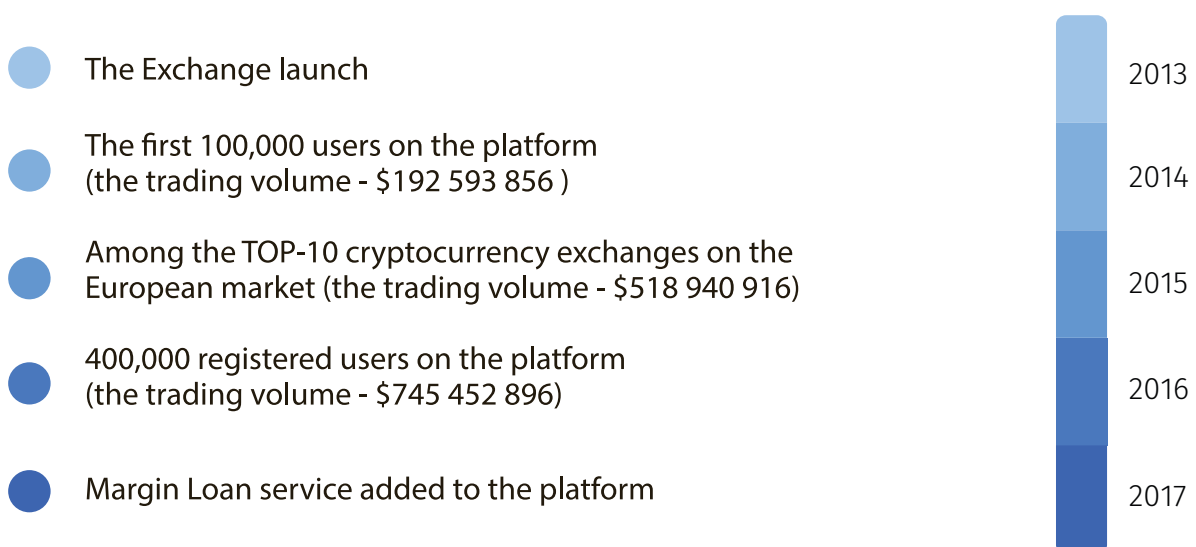 The Exchange launch
2013
The first 100,000 users on the platform
(the trading volume - $192 593 856 )
2014
Among the TOP-10 cryptocurrency exchanges on the
European market (the trading volume - $518 940 916)
2015
400,000 registered users on the platform
(the trading volume - $745 452 896)
2016
Margin Loan service added to the platform
2017